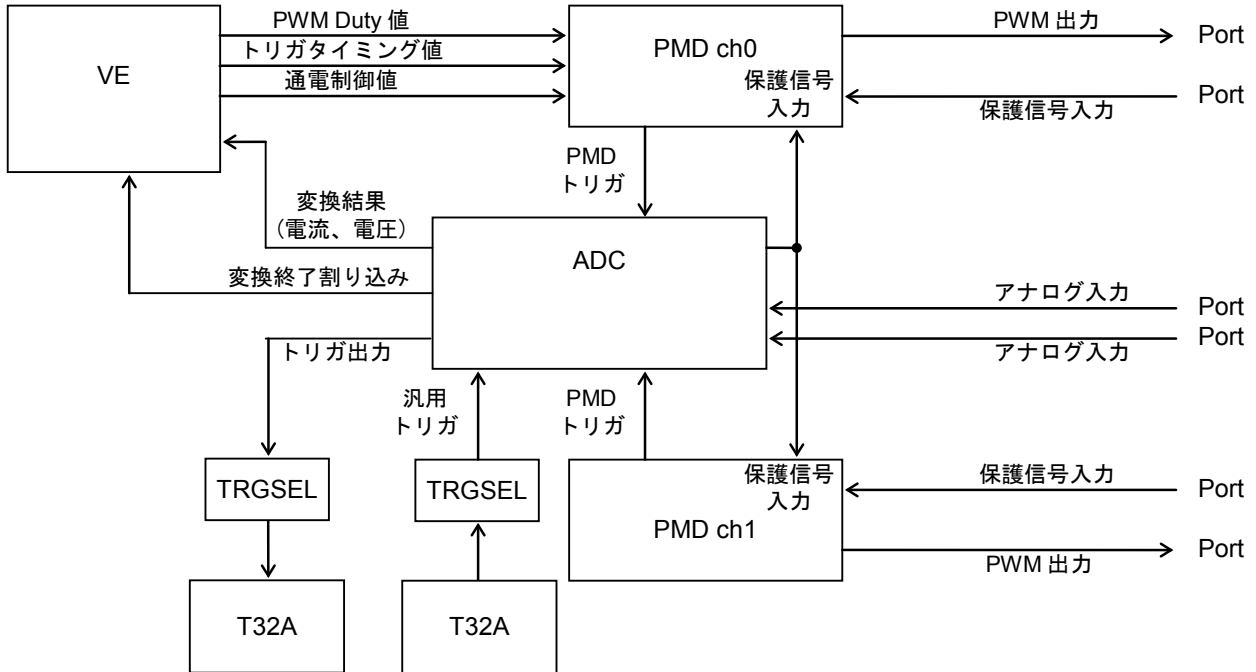 PWM Duty 値
トリガタイミング値
通電制御値
VE
PMD ch0
保護信号
入力
PWM 出力
Port
保護信号入力
Port
PMD
トリガ
変換結果
(電流、電圧)
変換終了割り込み
ADC
アナログ入力
Port
アナログ入力
Port
トリガ出力
汎用
トリガ
PMD
トリガ
TRGSEL
TRGSEL
保護信号
入力
PMD ch1
保護信号入力
Port
PWM 出力
Port
T32A
T32A